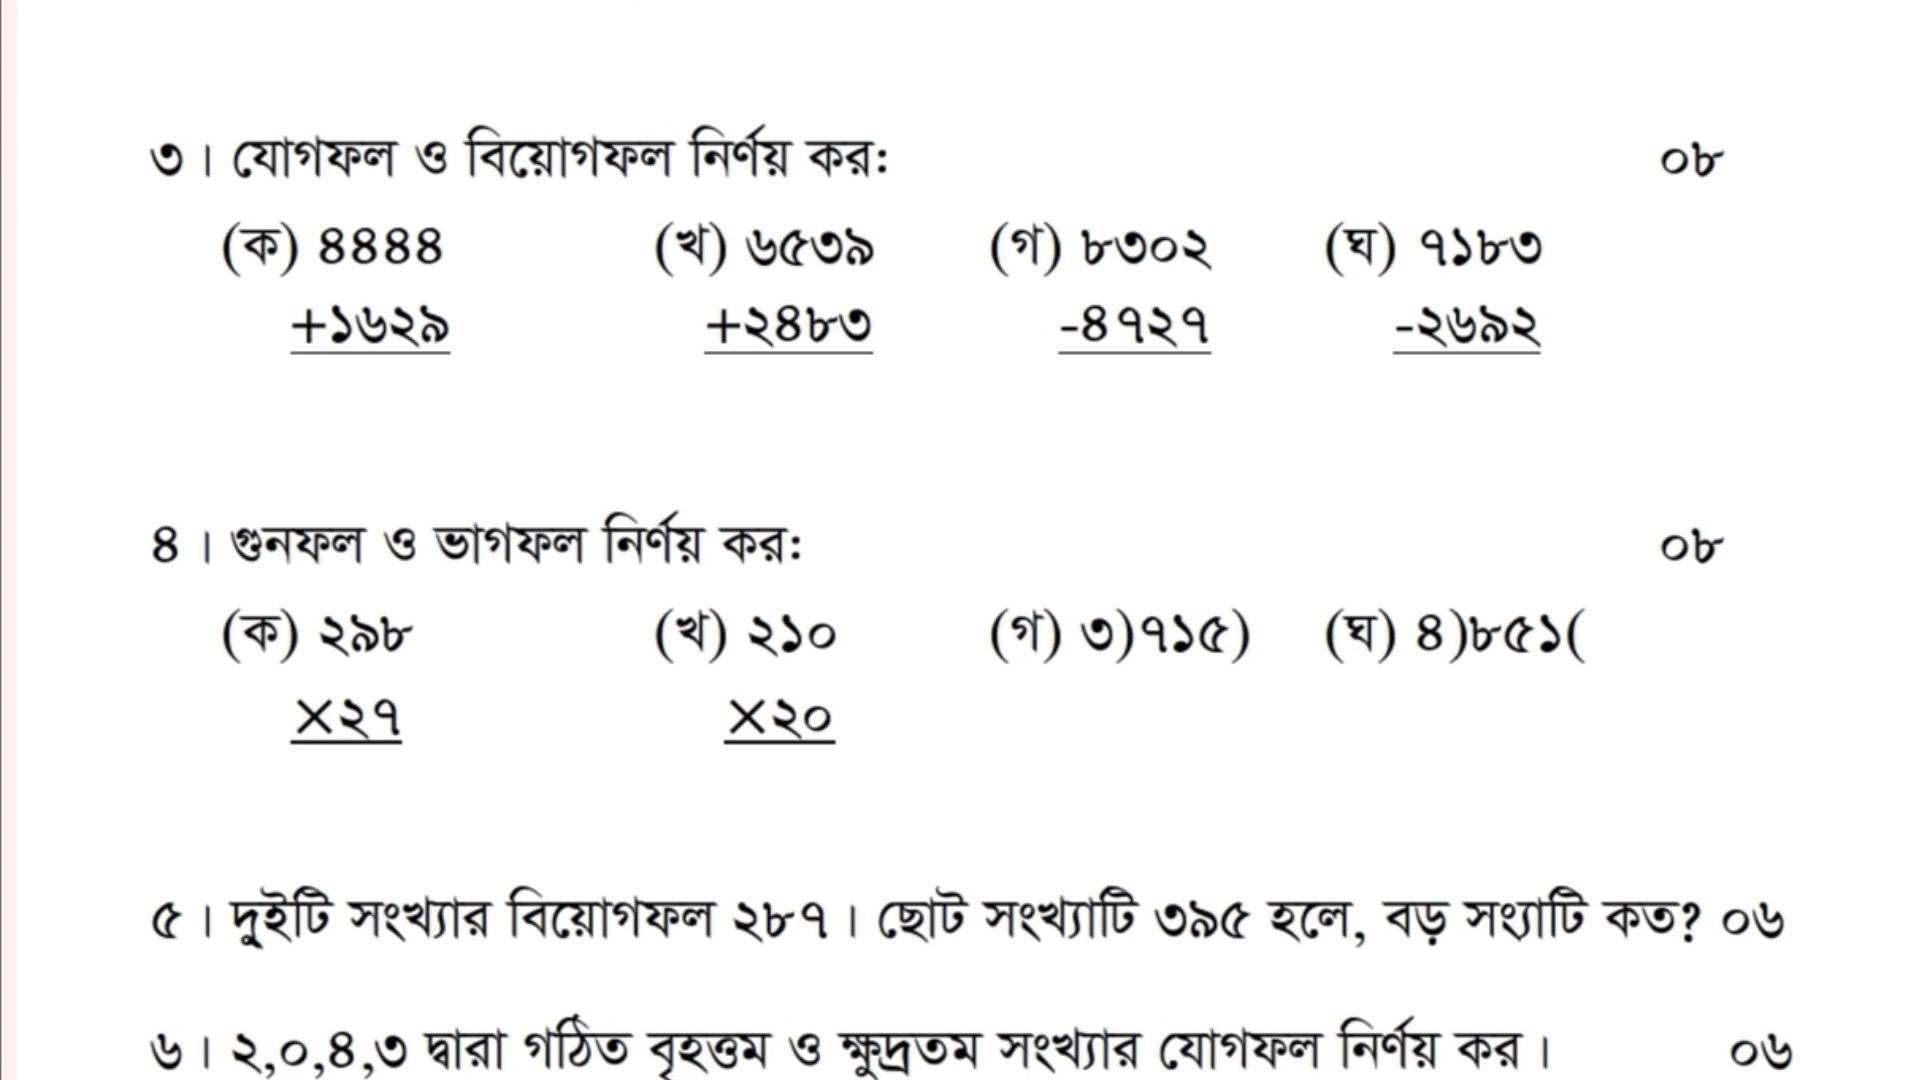 ৩। যোগফল ও বিয়োগফল নির্ণয় কর: ০৮
(ক) ৪৪৪৪ (খ) ৬৫৩৯ (গ) ৮৩০২ (ঘ) ৭১৮৩
+১৬২৯ +২৪৮৩ -৪৭২৭ -২৬৯২
৪। গুনফল ও ভাগফল নির্ণয় কর: ০৮
(ক) ২৯৮ (খ) ২১০ (গ) ৩)৭১৫) (ঘ) ৪)৮৫১(
×২৭ ×২০
৫। দুইটি সংখ্যার বিয়োগফল ২৮৭। ছোট সংখ্যাটি ৩৯৫ হলে, বড় সংয্যাটি কত? ০৬
৬। ২,০,৪,৩ দ্বারা গঠিত বৃহত্তম ও ক্ষুদ্রতম সংখ্যার যোগফল নির্ণয় কর। ০৬